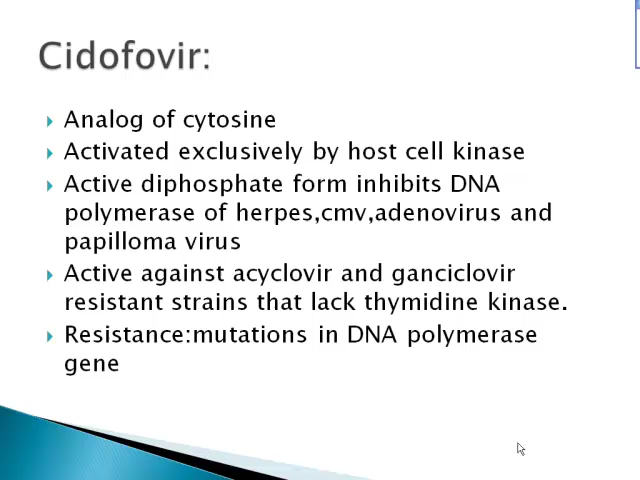 Cidofovir:
Analog of cytosine
Activated exclusively by host cell kinase
Active diphosphate form inhibits DNA
polymerase of herpes,cmv,adenovirus and
papilloma virus
Active against acyclovir and ganciclovir
resistant strains that lack thymidine kinase.
Resistance:mutations in DNA polymerase
gene